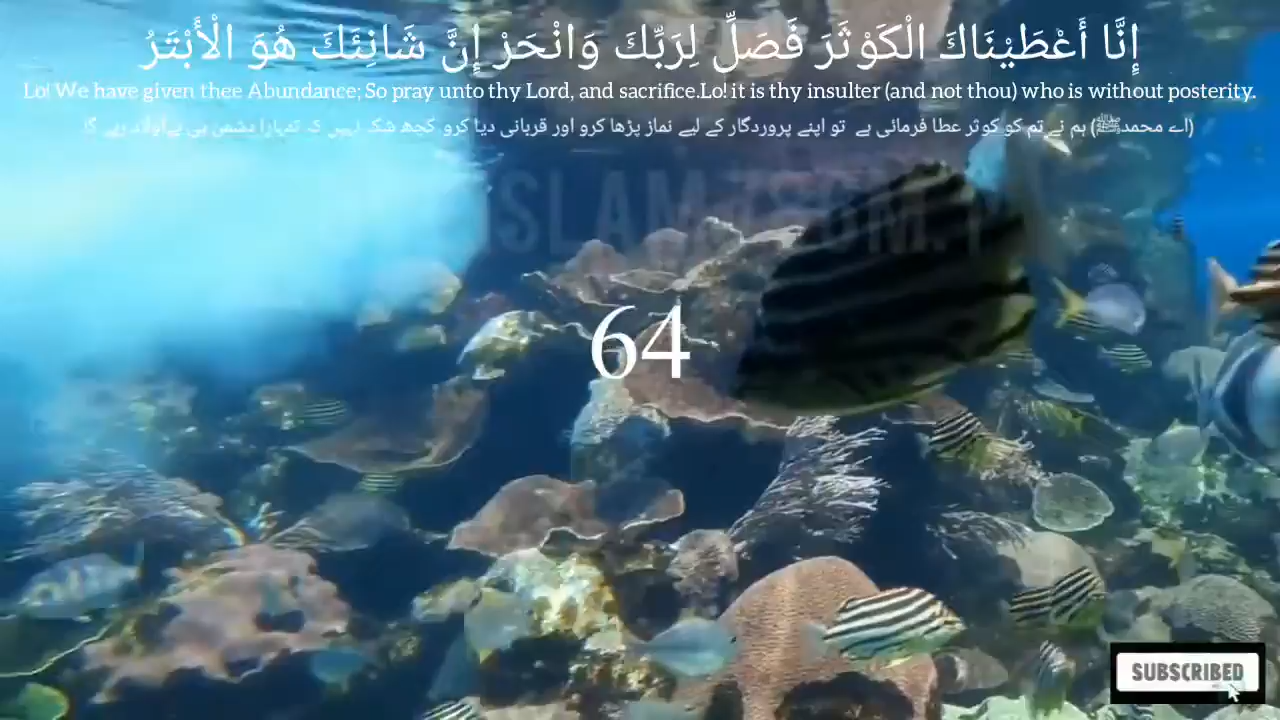 إِنَّا أَعْطَيْنَاكَ الْكَوْثَرَ فَصَلِّ لِرَبِّكَ وَانْحَرْ إِنَّ شَانِئَكَ هُوَ الْأَبْتَرُ
Lo! We have given thee Abundance; So pray unto thy Lord, and sacrifice.Lo! it is thy insulter (and not thou) who is without posterity.
(اے محمدﷺ) ہم نے تم کو کوثر عطا فرمائی ہے تو اپنے پروردگار کے لیے نماز پڑھا کرو اور قربانی دیا کرو کچھ شک نہیں کہ تمہارا دشمن ہی بےاولاد رہے گا
64
SUBSCRIBED